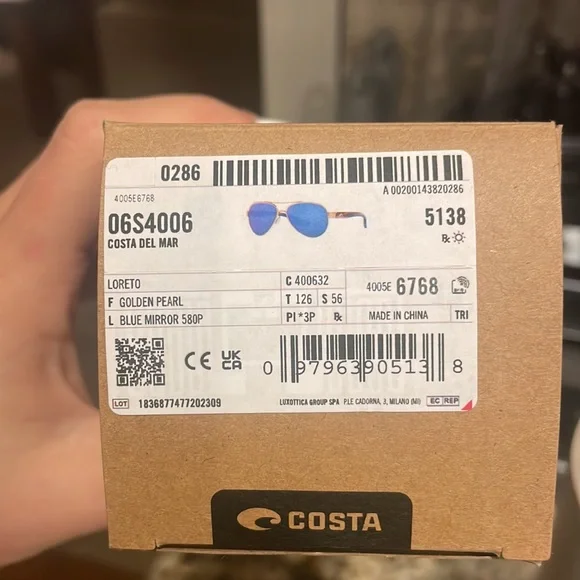 0286
A 00200143820286
4005E6768
06S4006
COSTA DEL MAR
5138
℞
LORETO
C 400632
F GOLDEN PEARL
T 126 S 56
4005E 6768
L BLUE MIRROR 580P
PI *3P ℞
MADE IN CHINA TRI
CE UK CA
0 97963 90513 8
LOT 1836877477202309
LUXOTTICA GROUP SPA P.LE CADORNA, 3, MILANO (MI) EC REP
COSTA